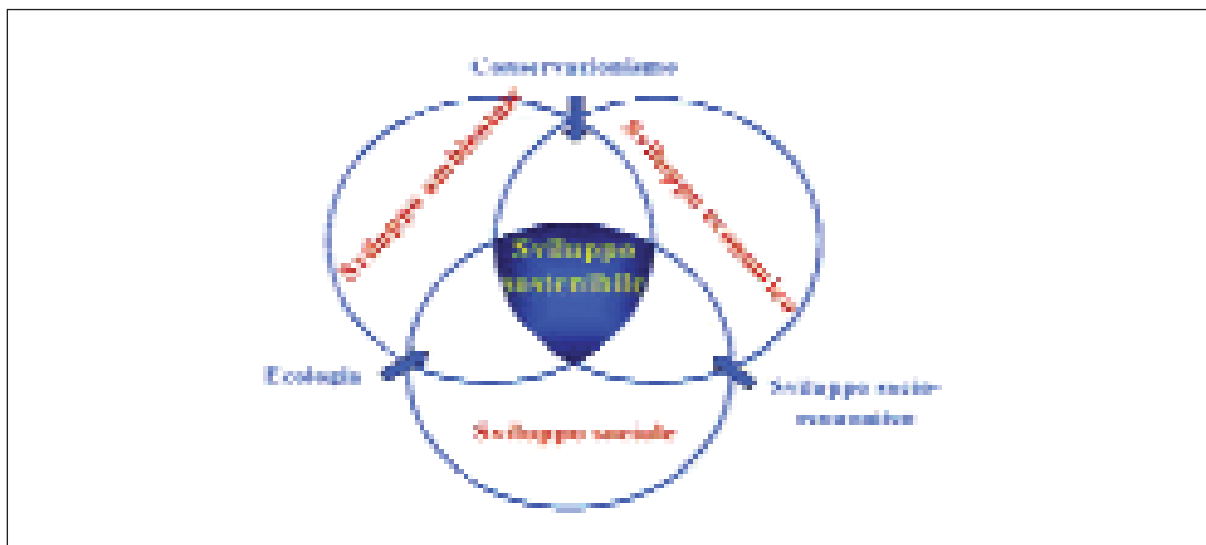 Conservazionismo
Sviluppo ambientale
Sviluppo economico
Sviluppo
sostenibile
Ecologia
Sviluppo socio-
economico
Sviluppo sociale